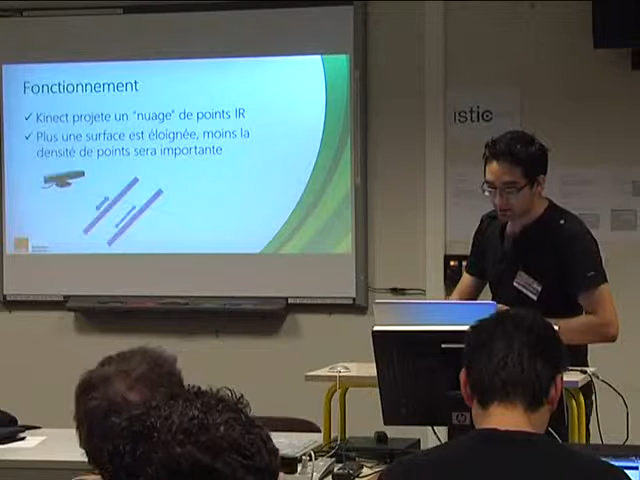 Fonctionnement
✓ Kinect projete un "nuage" de points IR
✓ Plus une surface est éloignée, moins la
densité de points sera importante
istic
hp